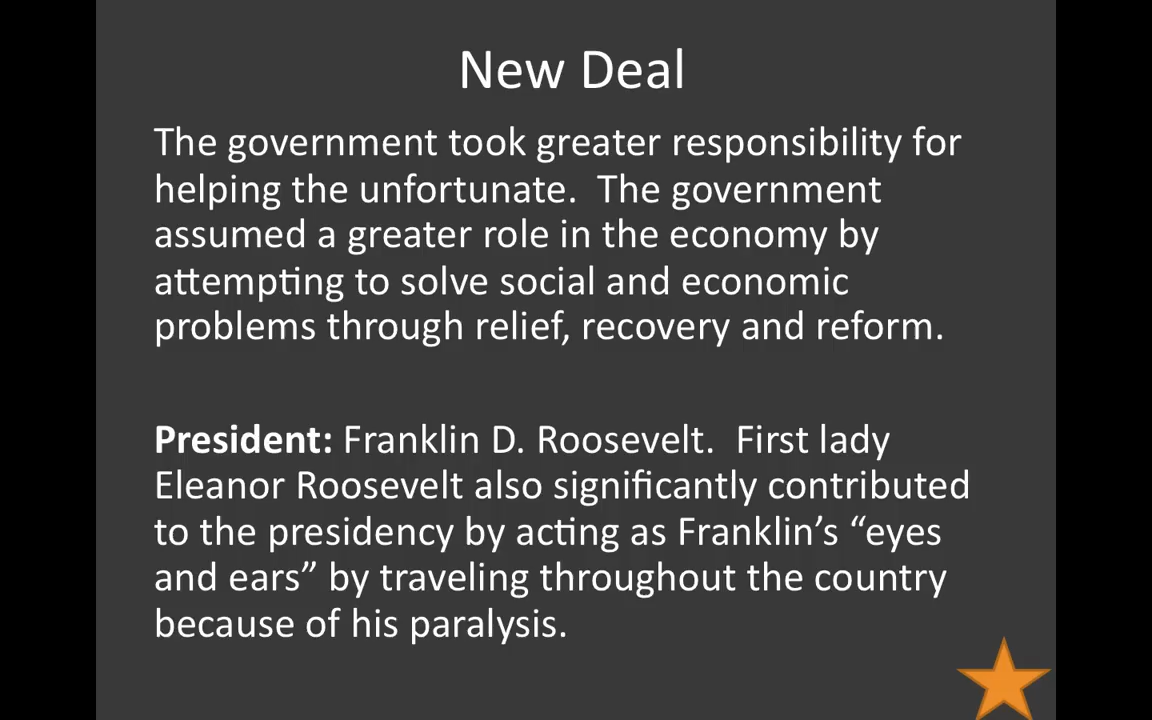 New Deal
The government took greater responsibility for
helping the unfortunate.  The government
assumed a greater role in the economy by
attempting to solve social and economic
problems through relief, recovery and reform.
President: Franklin D. Roosevelt.  First lady
Eleanor Roosevelt also significantly contributed
to the presidency by acting as Franklin’s “eyes
and ears” by traveling throughout the country
because of his paralysis.